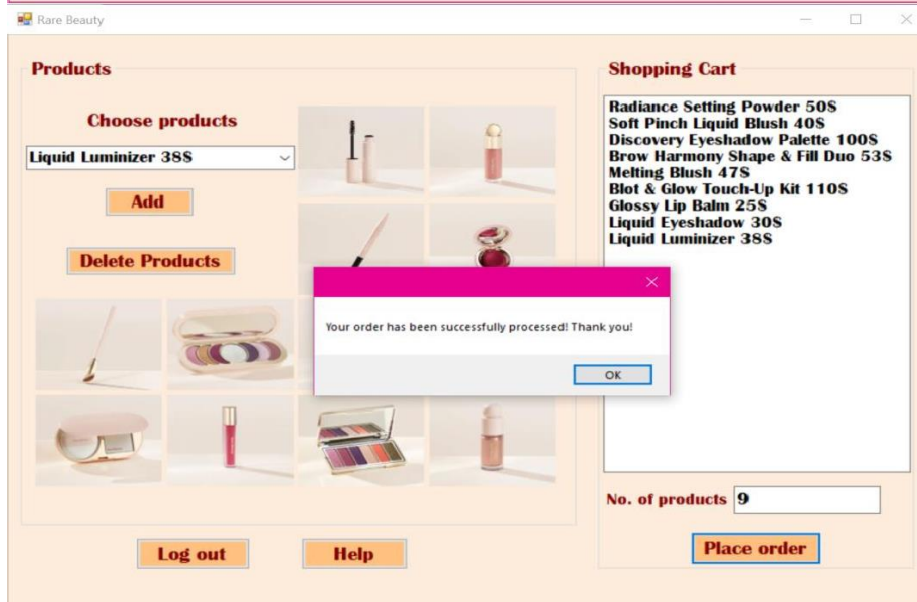 Rare Beauty
Products
Choose products
Liquid Luminizer 38$
Add
Delete Products
Log out
Help
Shopping Cart
Radiance Setting Powder 50$
Soft Pinch Liquid Blush 40$
Discovery Eyeshadow Palette 100$
Brow Harmony Shape & Fill Duo 53$
Melting Blush 47$
Blot & Glow Touch-Up Kit 110$
Glossy Lip Balm 25$
Liquid Eyeshadow 30$
Liquid Luminizer 38$
No. of products 9
Place order
Your order has been successfully processed! Thank you!
OK